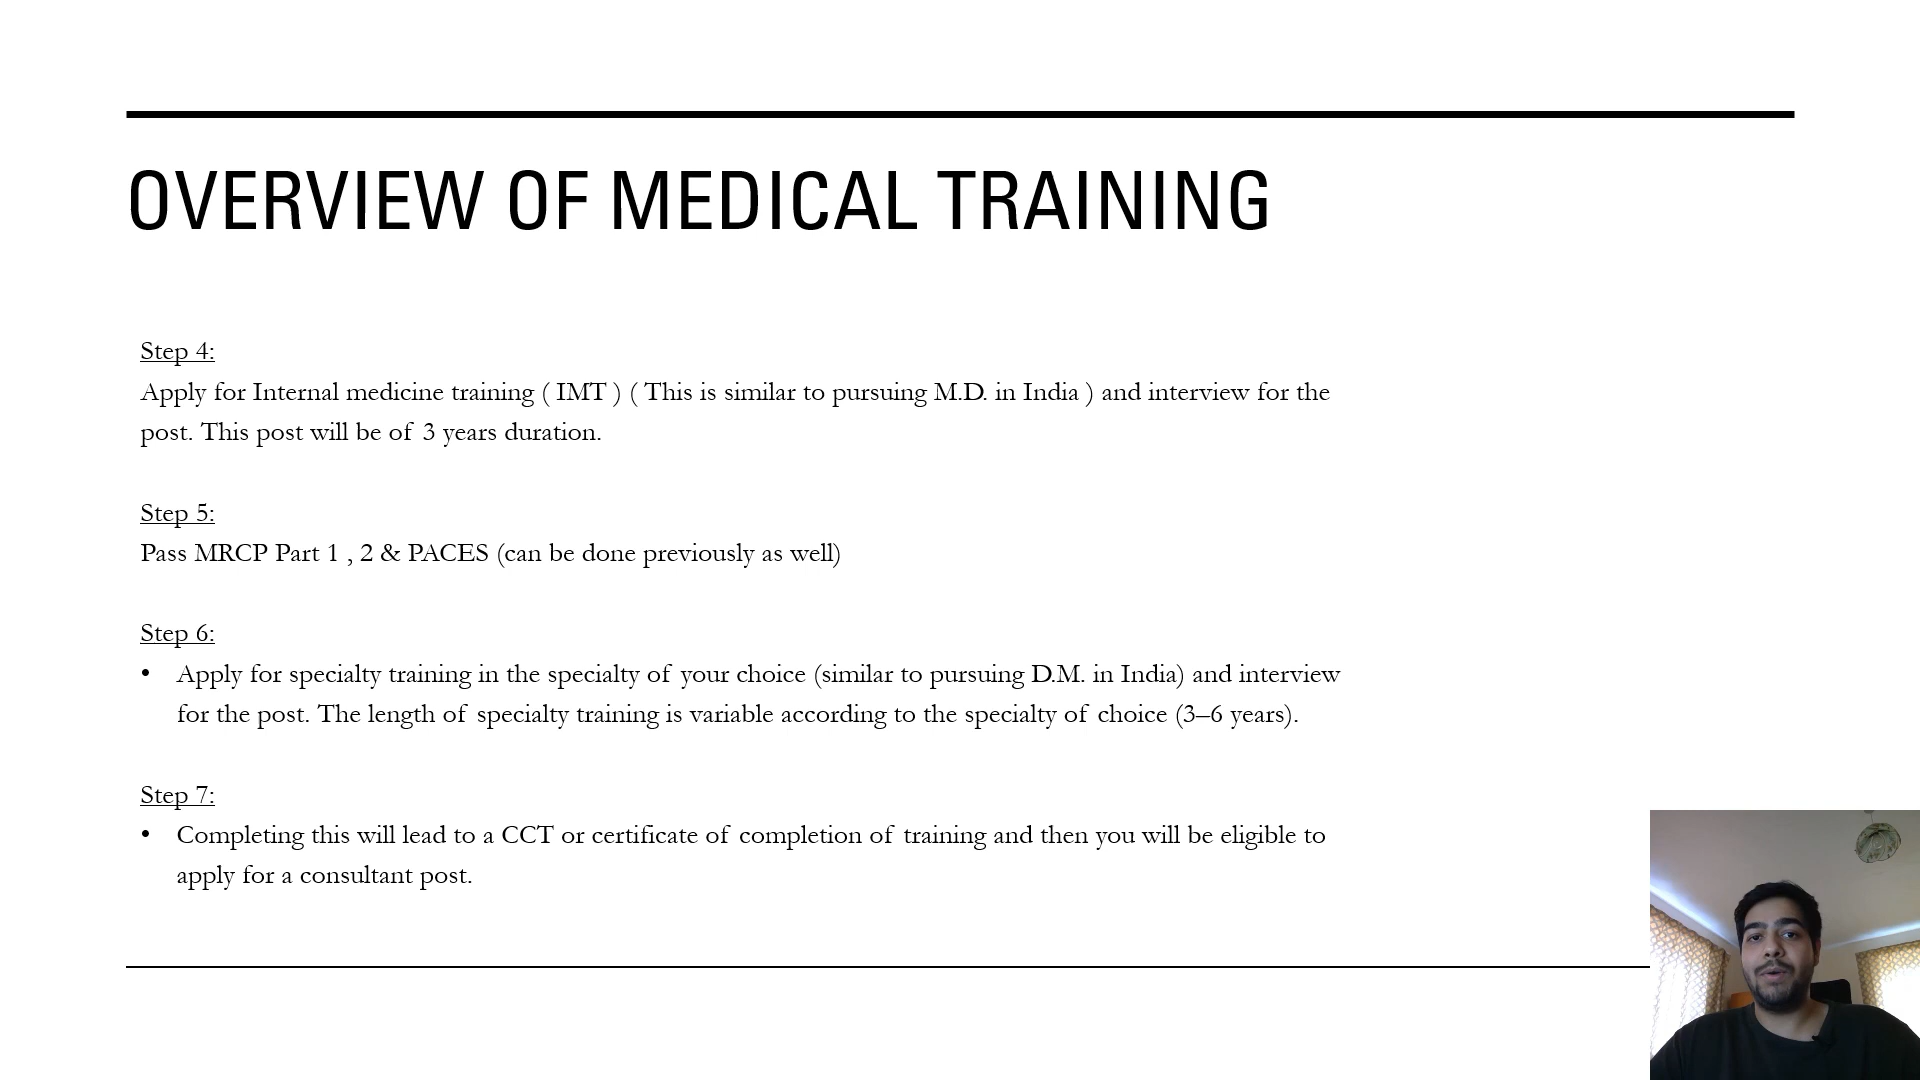 OVERVIEW OF MEDICAL TRAINING
Step 4:
Apply for Internal medicine training ( IMT ) ( This is similar to pursuing M.D. in India ) and interview for the
post. This post will be of 3 years duration.
Step 5:
Pass MRCP Part 1 , 2 & PACES (can be done previously as well)
Step 6:
• Apply for specialty training in the specialty of your choice (similar to pursuing D.M. in India) and interview
for the post. The length of specialty training is variable according to the specialty of choice (3–6 years).
Step 7:
• Completing this will lead to a CCT or certificate of completion of training and then you will be eligible to
apply for a consultant post.